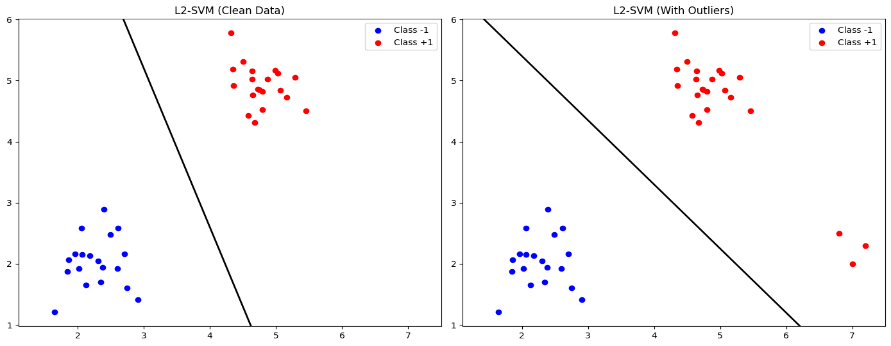 L2-SVM (Clean Data)
6
5
4
3
2
1
2 3 4 5 6 7
Class -1
Class +1
L2-SVM (With Outliers)
6
5
4
3
2
1
2 3 4 5 6 7
Class -1
Class +1